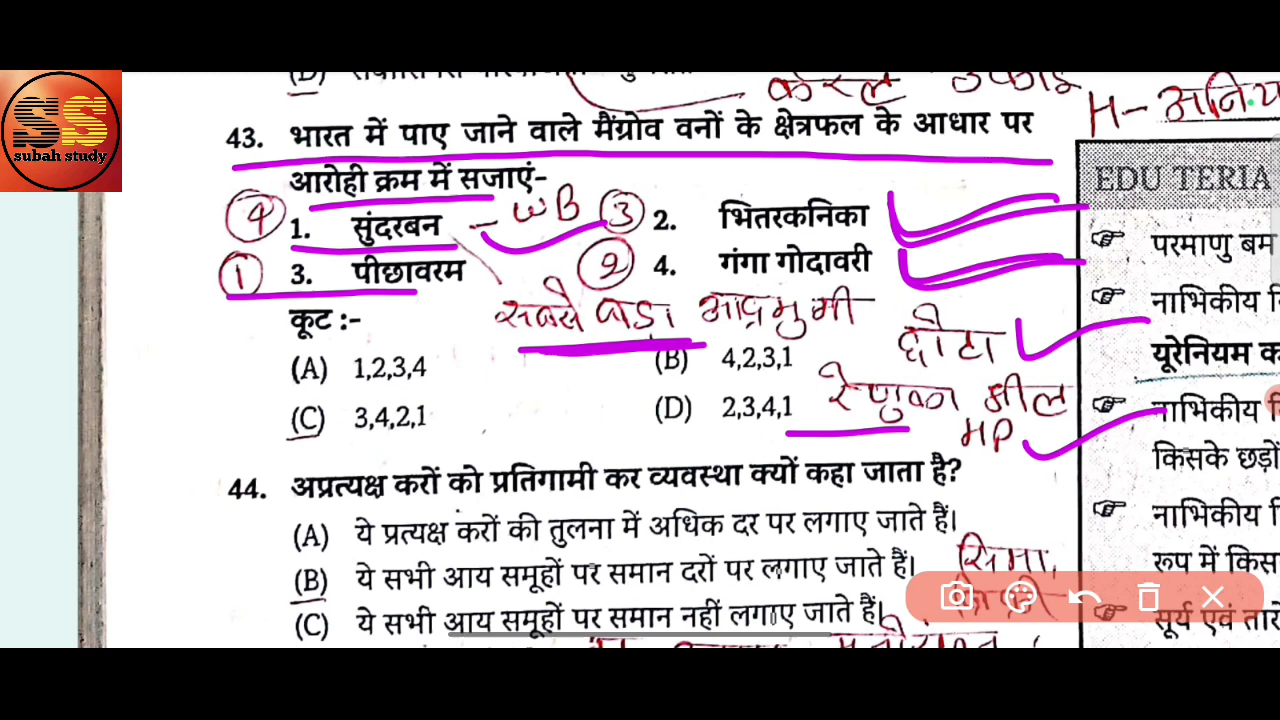 SS
subah study
(D)
करल
H- अनि
43. भारत में पाए जाने वाले मैंग्रोव वनों के क्षेत्रफल के आधार पर
आरोही क्रम में सजाएं-
④ 1. सुंदरबन - WB ③ 2. भितरकनिका
① 3. पीछावरम ② 4. गंगा गोदावरी
सबसे बडा आद्रभुमी
कूट :-
छोटा
(A) 1,2,3,4 (B) 4,2,3,1
रेणुका झील
HP
(C) 3,4,2,1 (D) 2,3,4,1
44. अप्रत्यक्ष करों को प्रतिगामी कर व्यवस्था क्यों कहा जाता है?
(A) ये प्रत्यक्ष करों की तुलना में अधिक दर पर लगाए जाते हैं।
(B) ये सभी आय समूहों पर समान दरों पर लगाए जाते हैं।
(C) ये सभी आय समूहों पर समान नहीं लगाए जाते हैं।
EDU TERIA
☞ परमाणु बम
☞ नाभिकीय
यूरेनियम
☞ नाभिकीय
किसके छड़ों
☞ नाभिकीय
रूप में
☞ सूर्य एवं